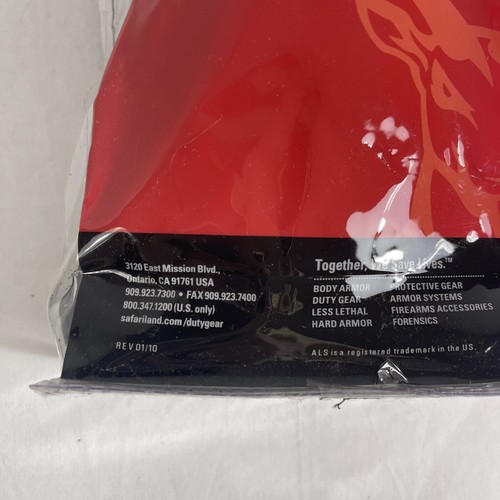 3120 East Mission Blvd.,
Ontario, CA 91761 USA
909.923.7300 • FAX 909.923.7400
800.347.1200 (U.S. only)
safariland.com/dutygear
REV 01/10
Together, We Save Lives.™
BODY ARMOR PROTECTIVE GEAR
DUTY GEAR ARMOR SYSTEMS
LESS LETHAL FIREARMS ACCESSORIES
HARD ARMOR FORENSICS
ALS is a registered trademark in the US.